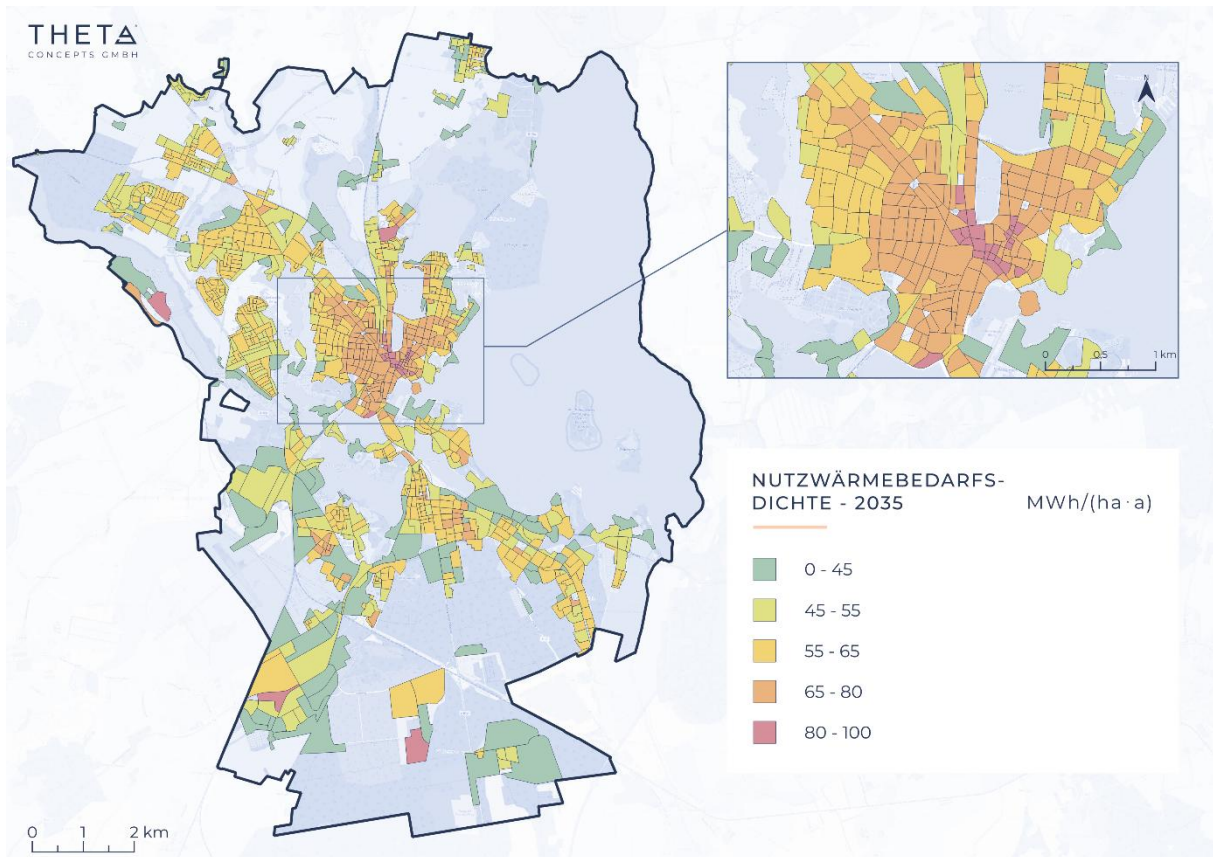 THETA
CONCEPTS GMBH
N
0 0.5 1 km
NUTZWÄRMEBEDARFS-
DICHTE - 2035 MWh/(ha·a)
0 - 45
45 - 55
55 - 65
65 - 80
80 - 100
0 1 2 km